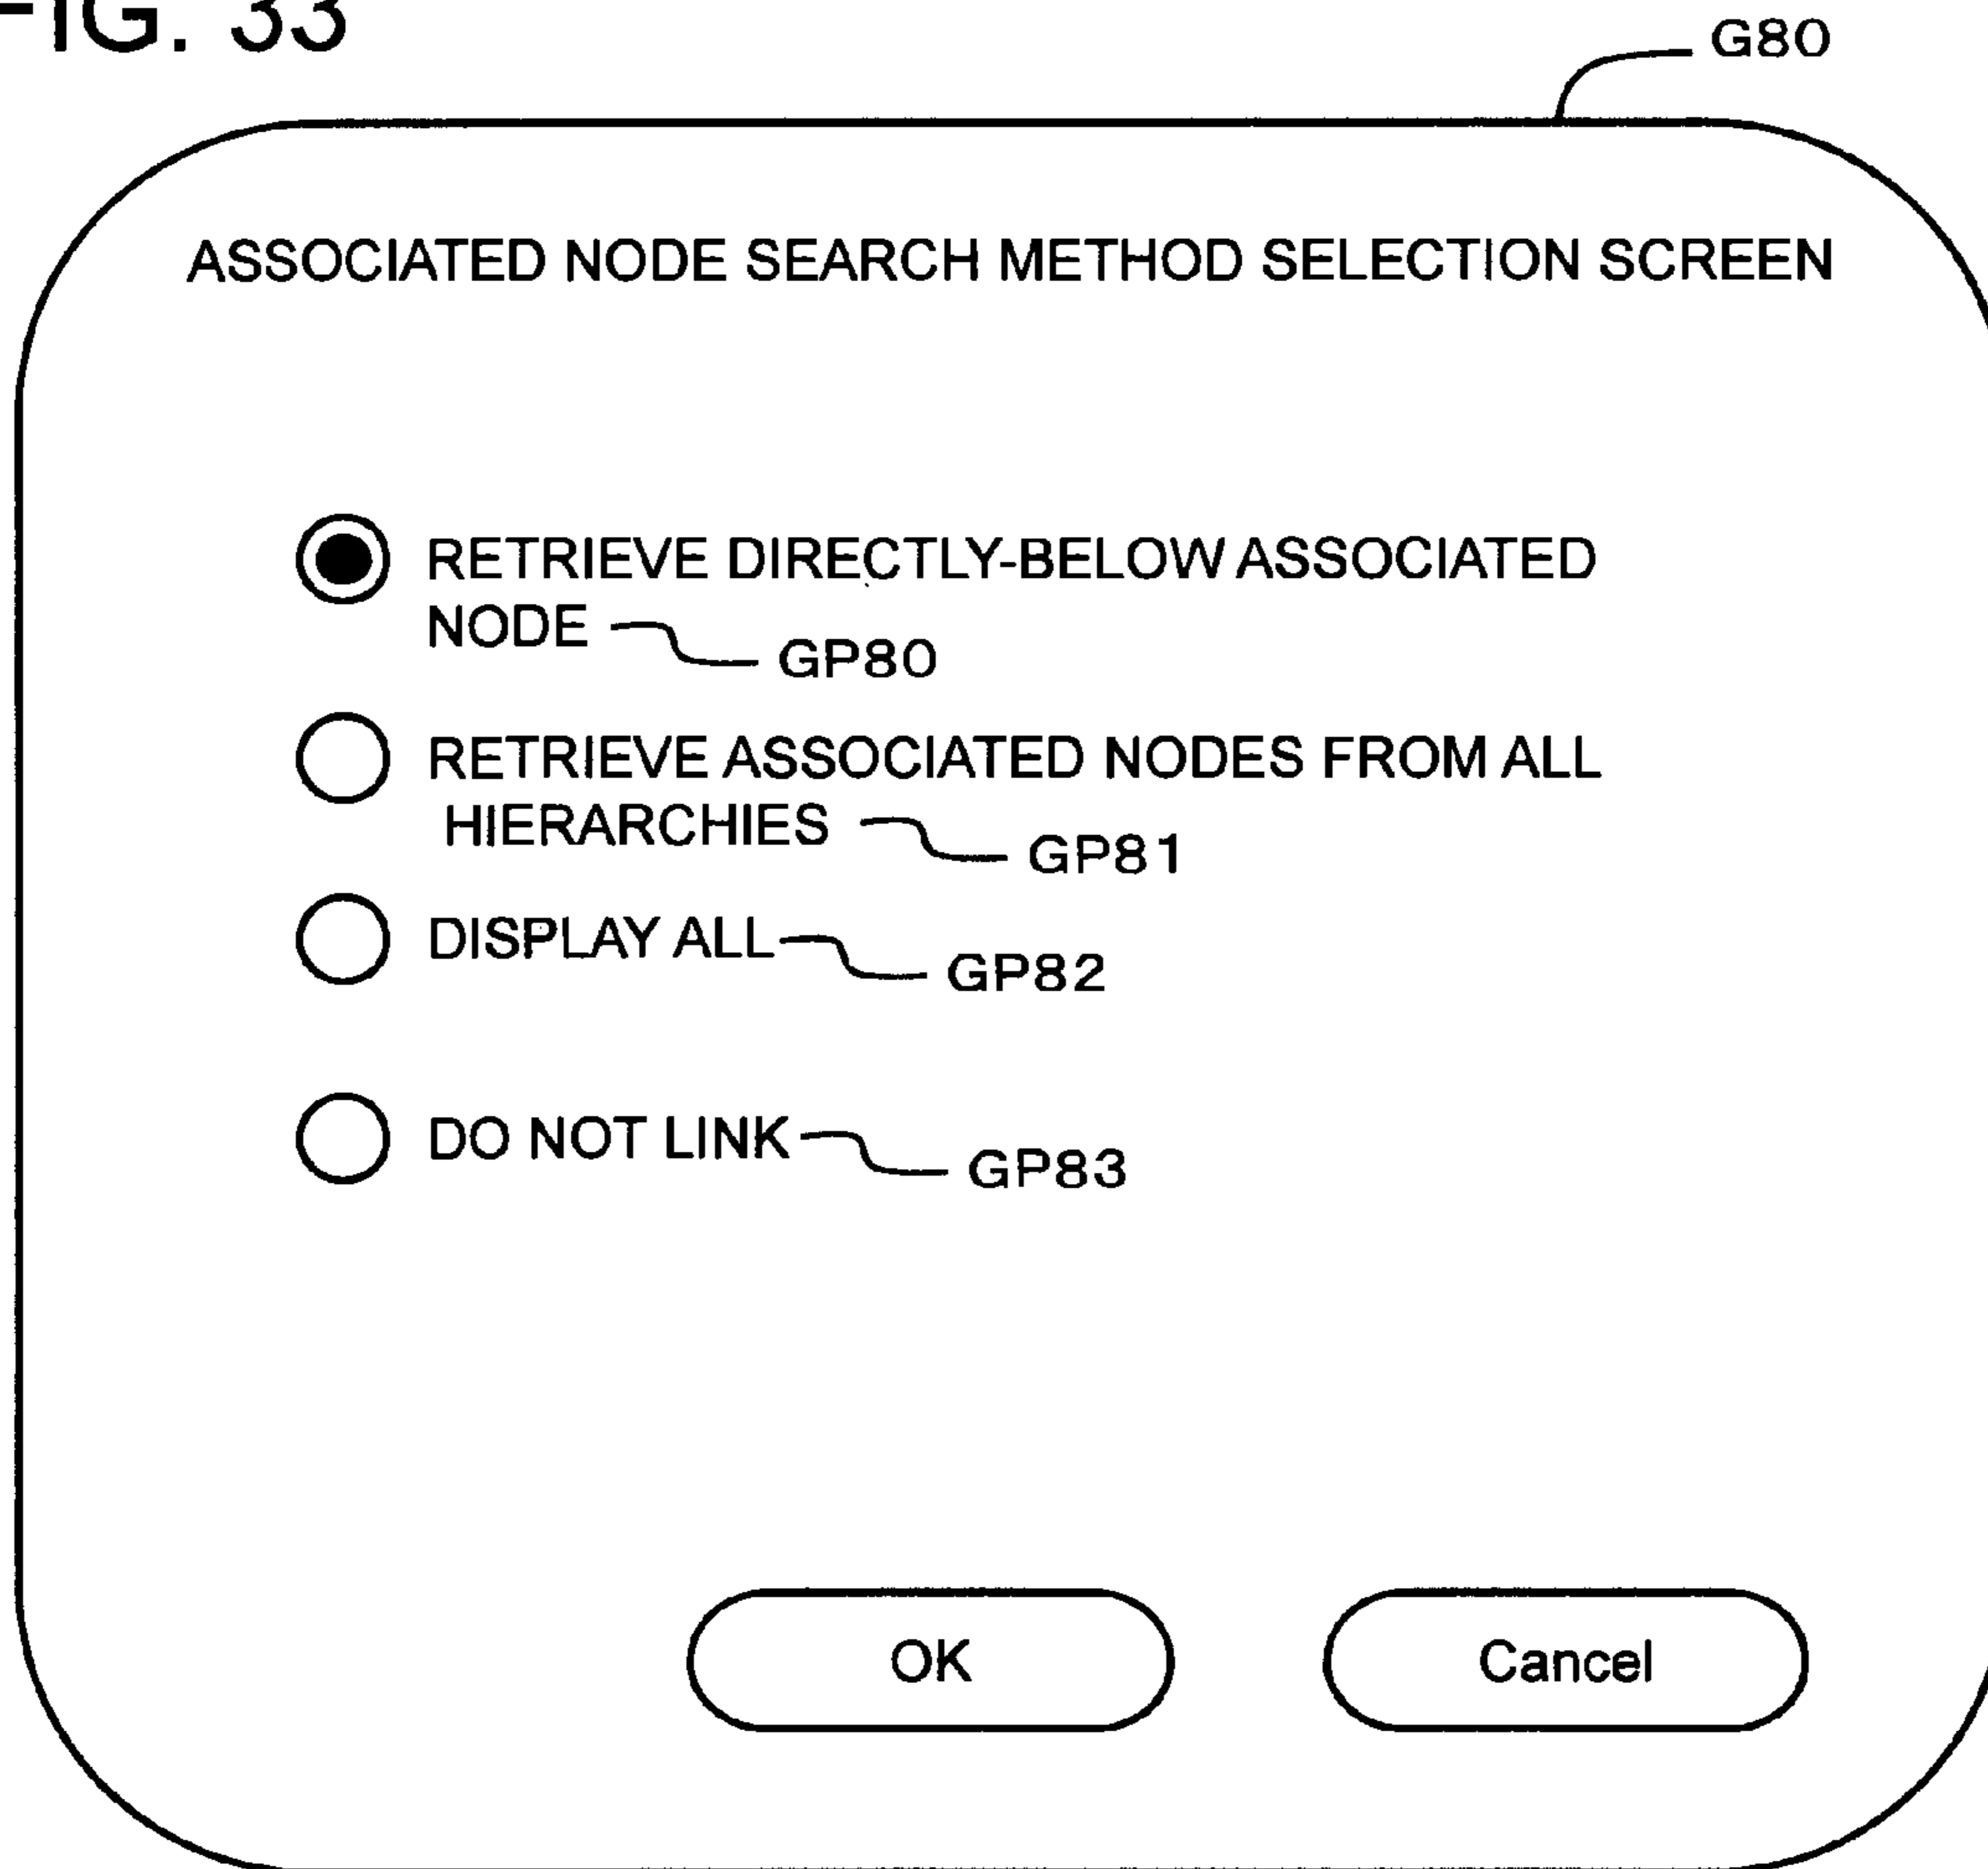 FIG. 33
G80
ASSOCIATED NODE SEARCH METHOD SELECTION SCREEN
RETRIEVE DIRECTLY-BELOW ASSOCIATED
NODE
GP80
RETRIEVE ASSOCIATED NODES FROM ALL
HIERARCHIES
GP81
DISPLAY ALL
GP82
DO NOT LINK
GP83
OK
Cancel